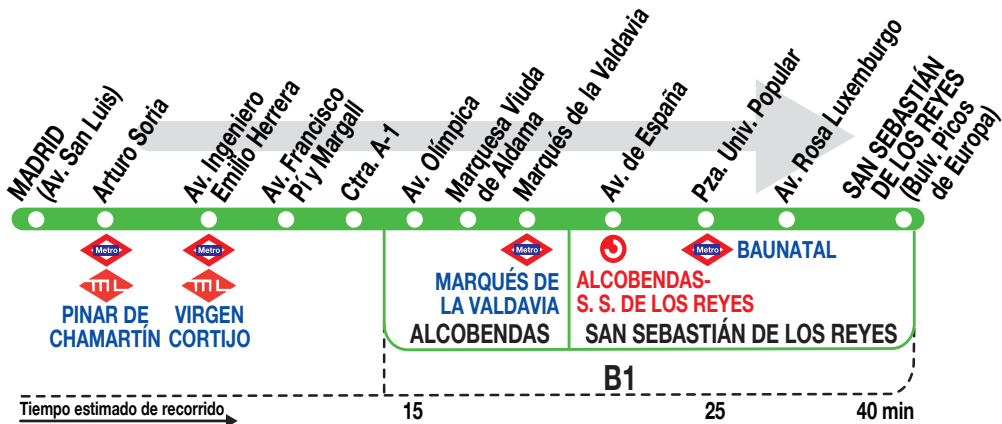 MADRID
(Av. San Luis)
Arturo Soria
Av. Ingeniero
Emilio Herrera
Av. Francisco
Pí y Margall
Ctra. A-1
Av. Olímpica
Marquesa Viuda
de Aldama
Marqués de la Valdavia
Av. de España
Pza. Univ. Popular
Av. Rosa Luxemburgo
SAN SEBASTIÁN
DE LOS REYES
(Bulv. Picos
de Europa)
Metro
ML
PINAR DE
CHAMARTÍN
Metro
ML
VIRGEN
CORTIJO
Metro
MARQUÉS DE
LA VALDAVIA
ALCOBENDAS-
S. S. DE LOS REYES
Metro
BAUNATAL
ALCOBENDAS
SAN SEBASTIÁN DE LOS REYES
B1
Tiempo estimado de recorrido
15
25
40 min